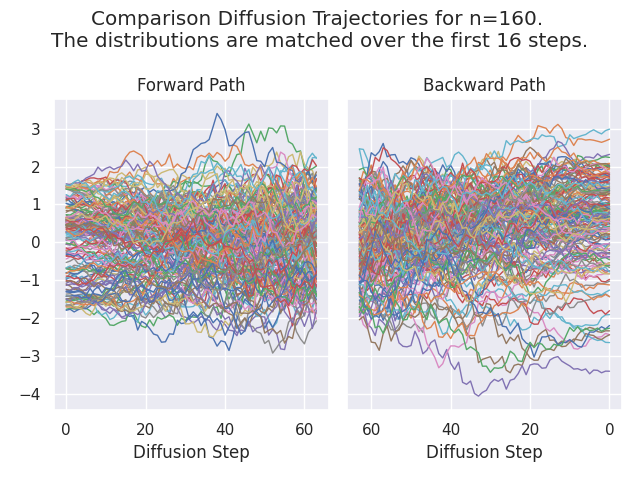 Comparison Diffusion Trajectories for n=160.
The distributions are matched over the first 16 steps.
Forward Path
Backward Path
3
2
1
0
−1
−2
−3
−4
0 20 40 60
60 40 20 0
Diffusion Step
Diffusion Step